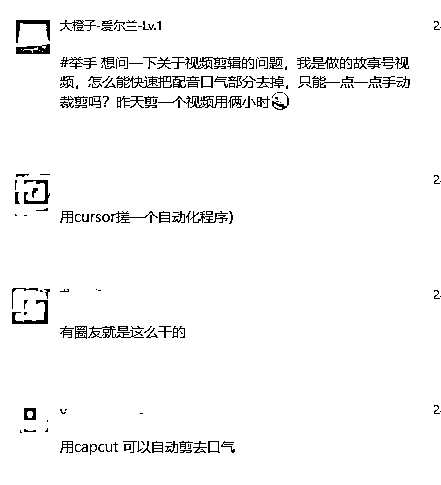 大橙子-爱尔兰-Lv.1
#举手 想问一下关于视频剪辑的问题，我是做的故事号视
频，怎么能快速把配音口气部分去掉，只能一点一点手动
裁剪吗？昨天剪一个视频用俩小时
用cursor搓一个自动化程序)
有圈友就是这么干的
用capcut 可以自动剪去口气